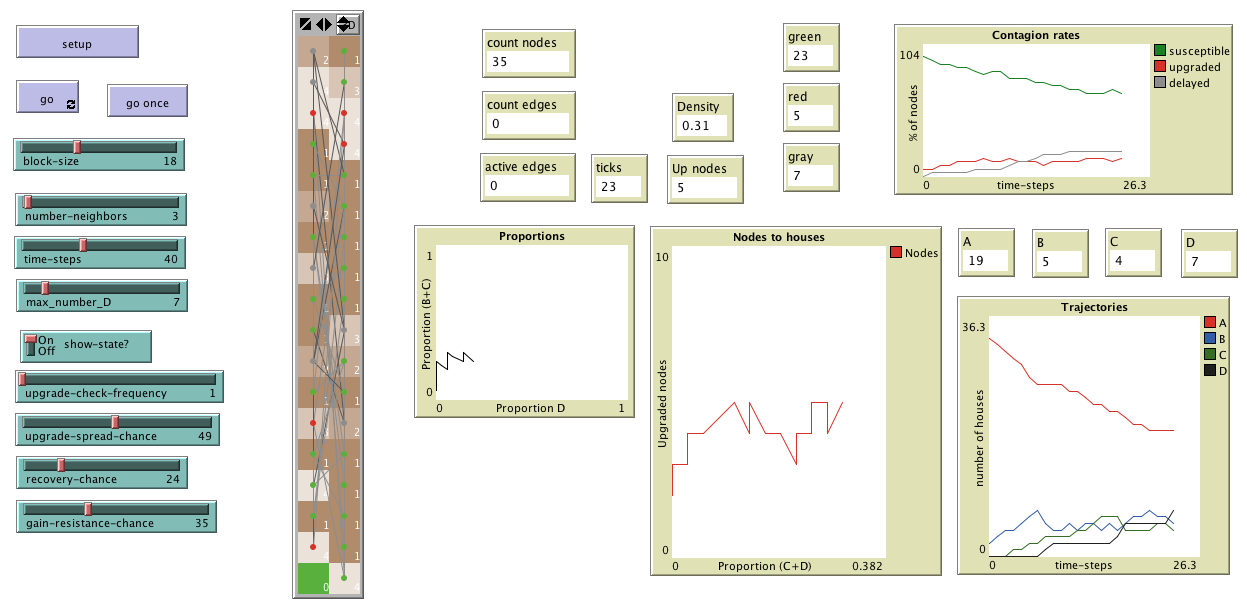 setup
go
go once
block-size 18
number-neighbors 3
time-steps 40
max_number_D 7
On
Off
show-state?
upgrade-check-frequency 1
upgrade-spread-chance 49
recovery-chance 24
gain-resistance-chance 35
D
count nodes
35
count edges
0
active edges
0
ticks
23
Density
0.31
Up nodes
5
green
23
red
5
gray
7
Contagion rates
104
% of nodes
0
0 time-steps 26.3
susceptible
upgraded
delayed
Proportions
1
Proportion (B+C)
0
0 Proportion D 1
Nodes to houses
10
Upgraded nodes
0
0 Proportion (C+D) 0.382
Nodes
A
19
B
5
C
4
D
7
Trajectories
36.3
number of houses
0
0 time-steps 26.3
A
B
C
D